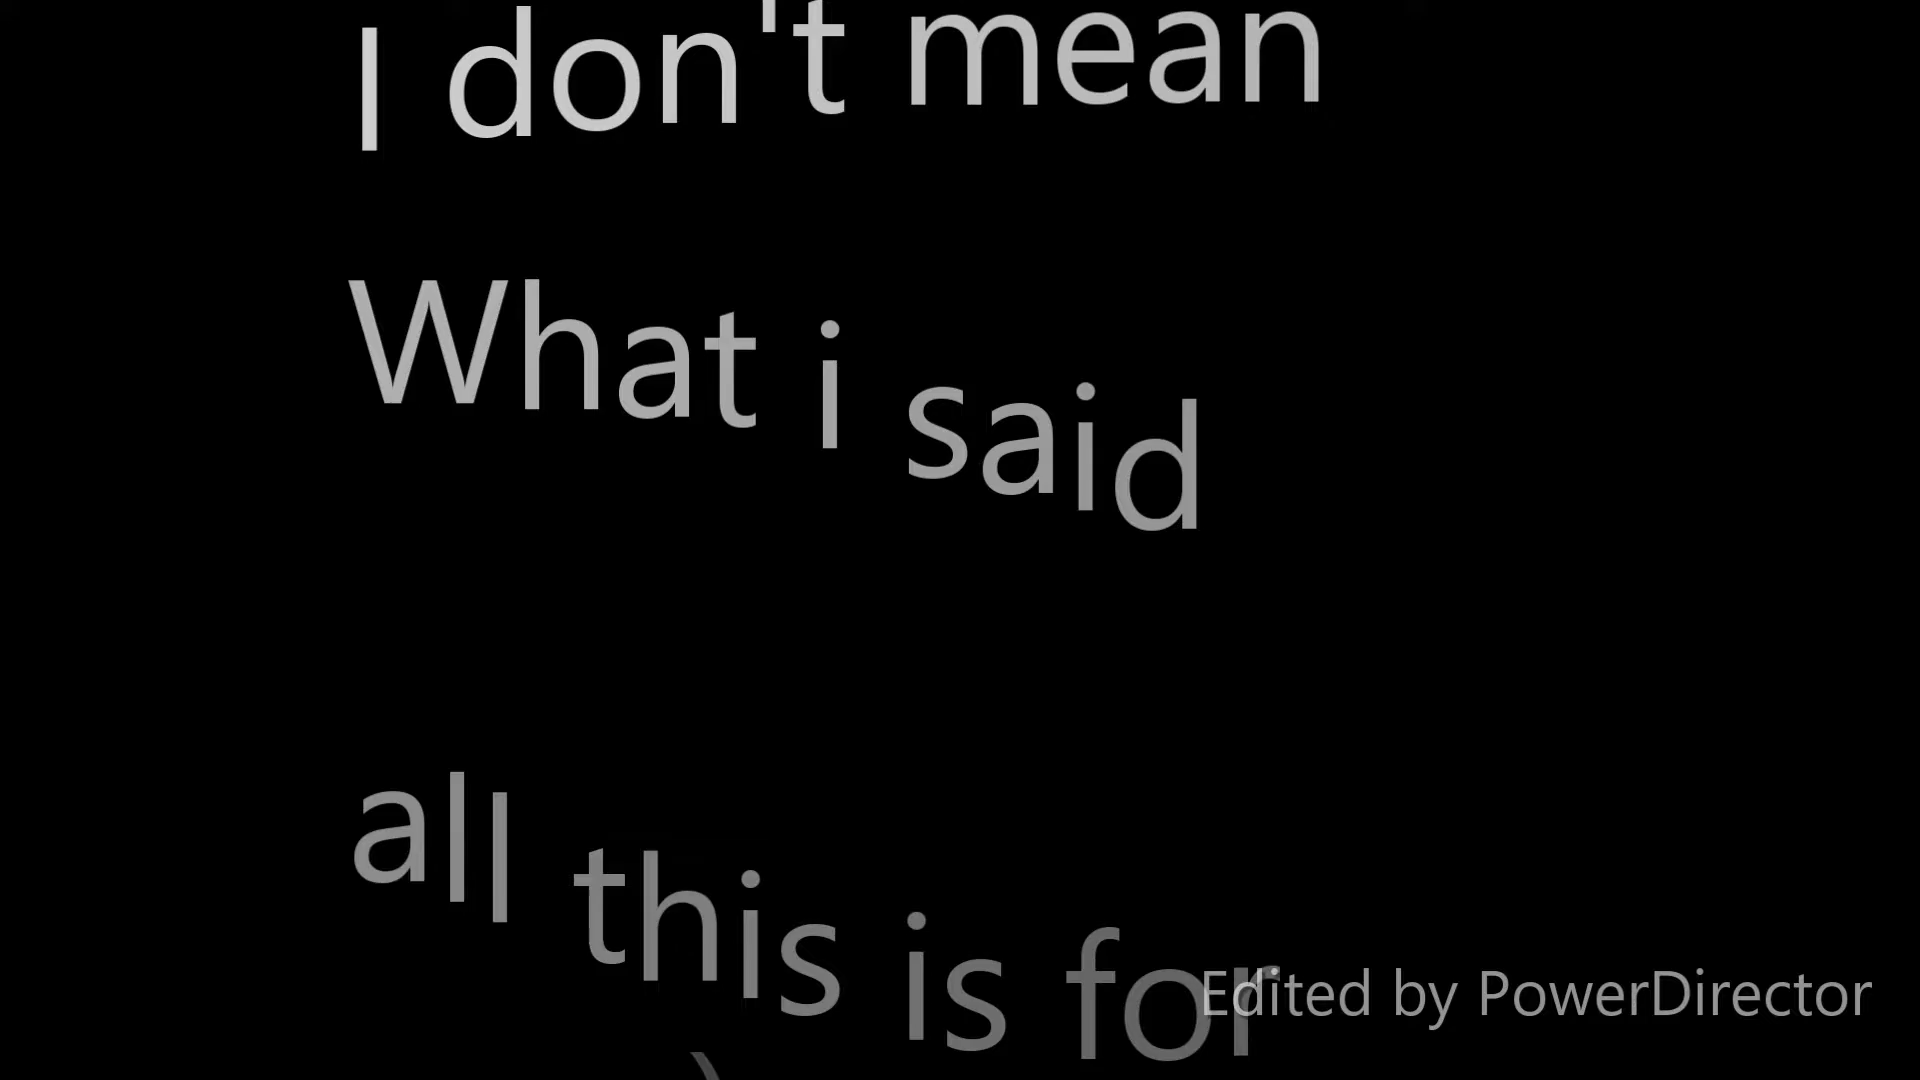 I don't mean
What i said
all this is for
Edited by PowerDirector